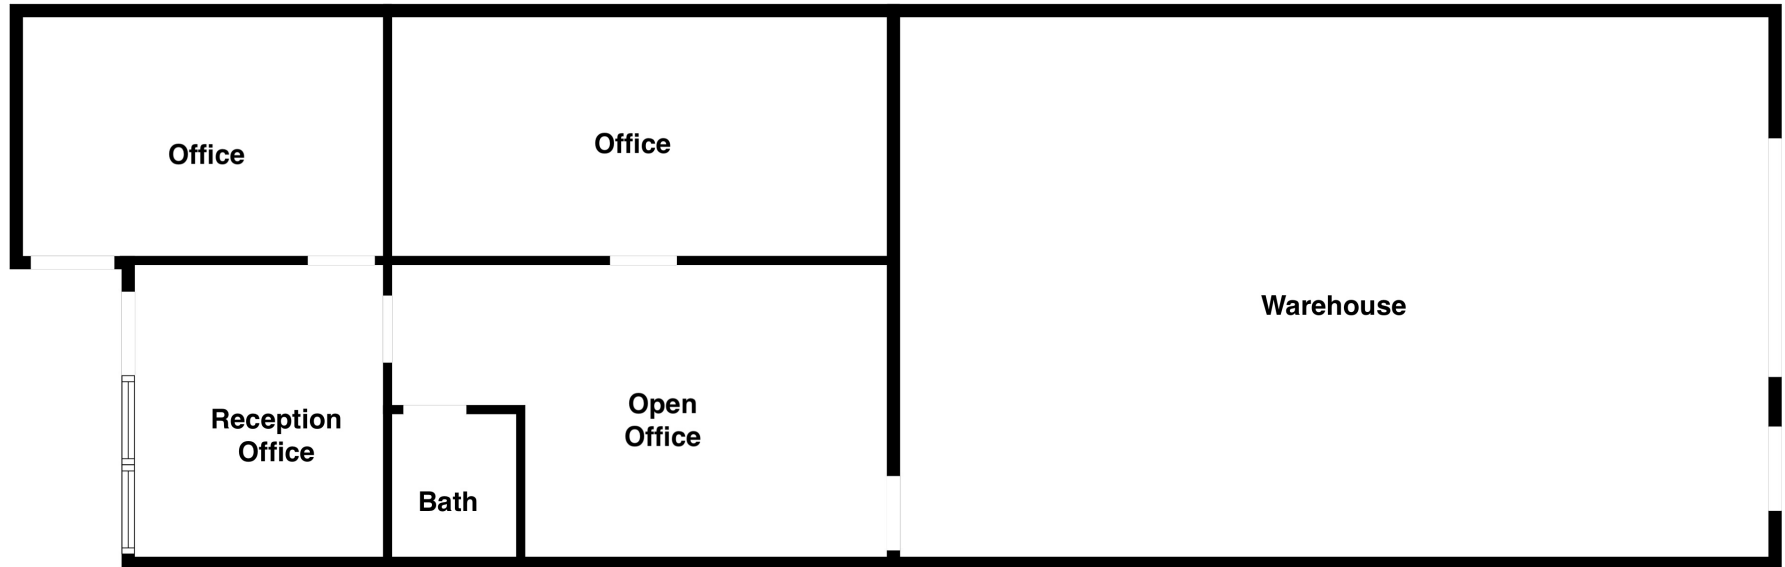 Office
Office
Warehouse
Reception
Office
Open
Office
Bath